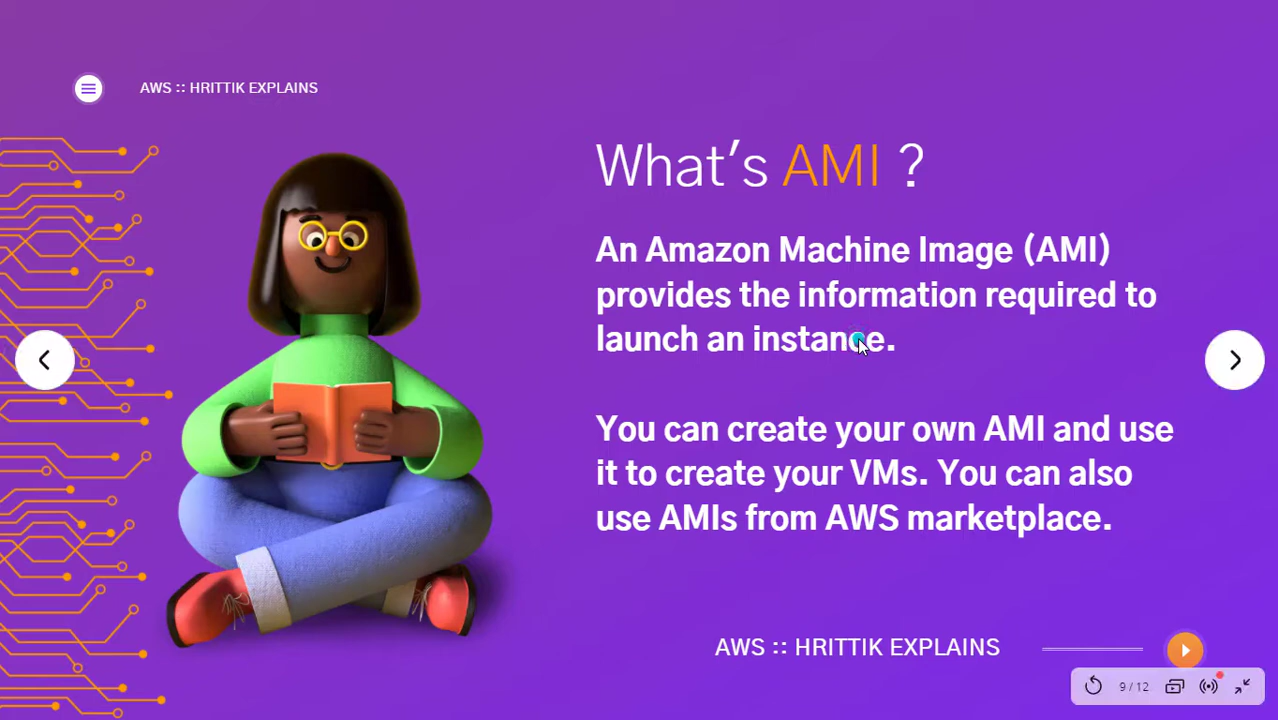 AWS :: HRITTIK EXPLAINS
What's AMI ?
An Amazon Machine Image (AMI)
provides the information required to
launch an instance.
You can create your own AMI and use
it to create your VMs. You can also
use AMIs from AWS marketplace.
AWS :: HRITTIK EXPLAINS
9 / 12